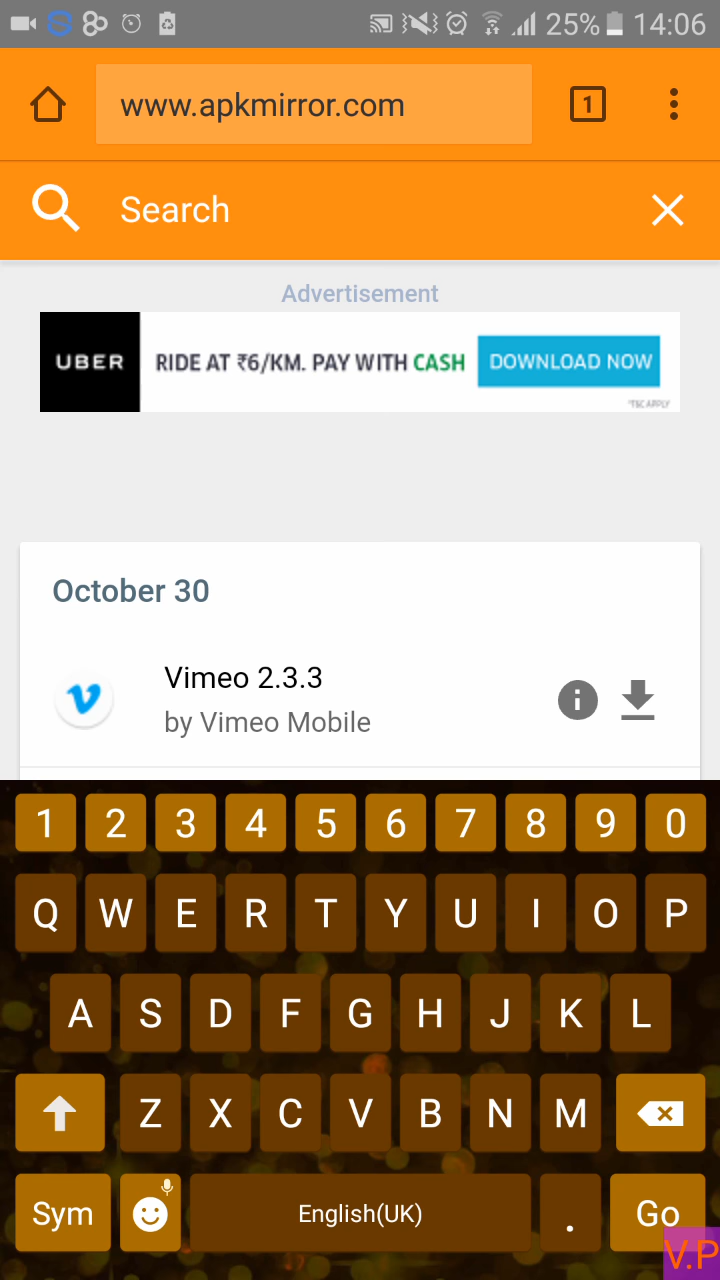 25% 14:06
www.apkmirror.com 1
Search
Advertisement
UBER RIDE AT ₹6/KM. PAY WITH CASH DOWNLOAD NOW
*T&C APPLY
October 30
Vimeo 2.3.3
by Vimeo Mobile
1 2 3 4 5 6 7 8 9 0
Q W E R T Y U I O P
A S D F G H J K L
Z X C V B N M
Sym English(UK) . Go
V.P